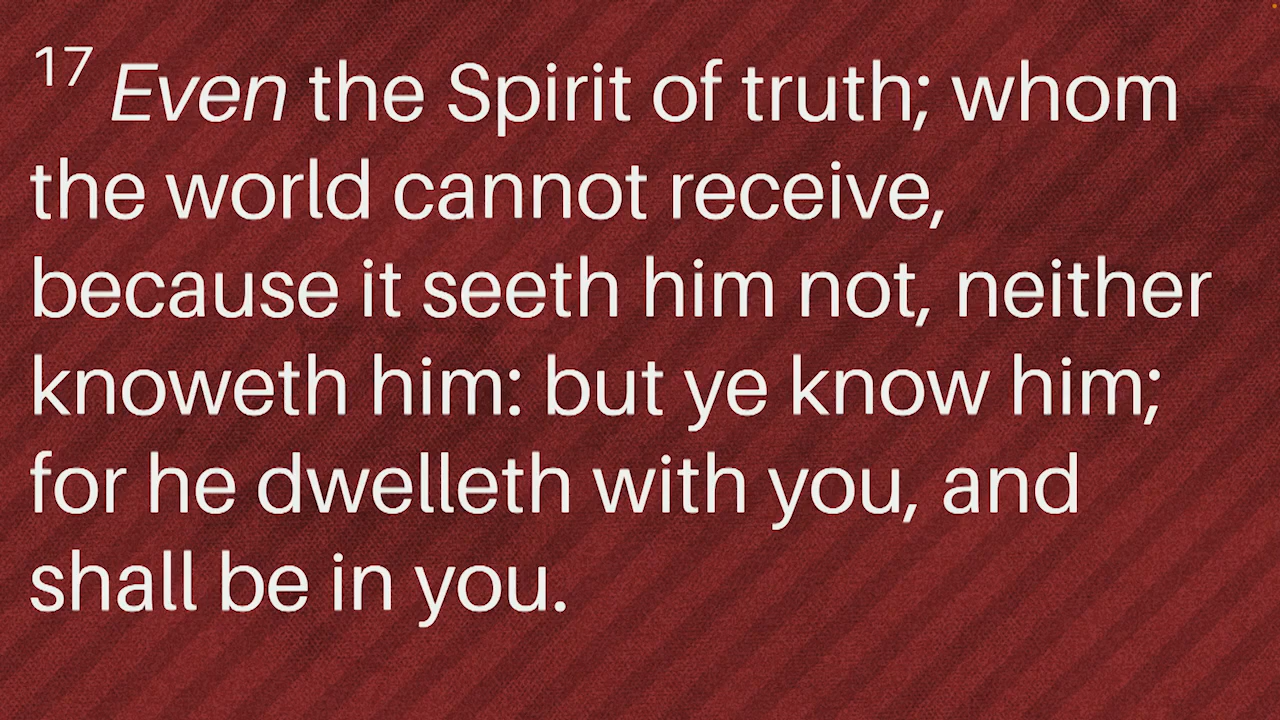 17 Even the Spirit of truth; whom
the world cannot receive,
because it seeth him not, neither
knoweth him: but ye know him;
for he dwelleth with you, and
shall be in you.